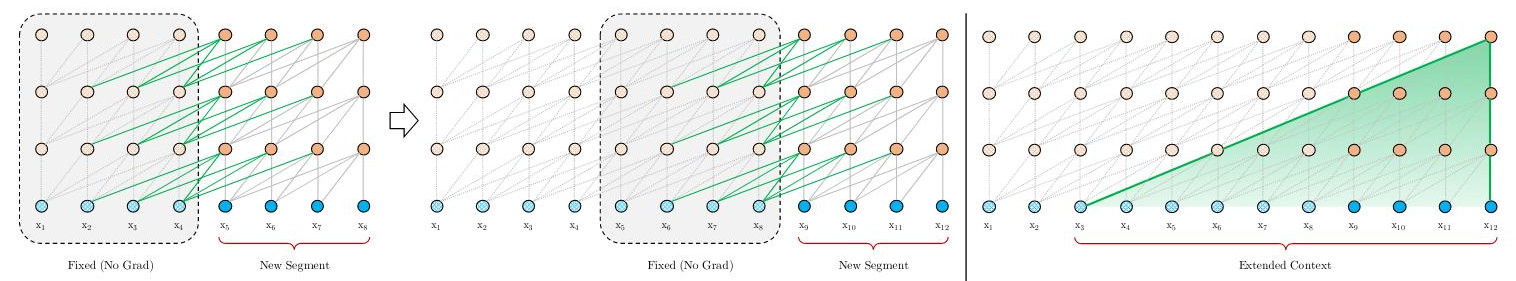 x1 x2 x3 x4 x5 x6 x7 x8
Fixed (No Grad) New Segment
x1 x2 x3 x4 x5 x6 x7 x8 x9 x10 x11 x12
Fixed (No Grad) New Segment
x1 x2 x3 x4 x5 x6 x7 x8 x9 x10 x11 x12
Extended Context